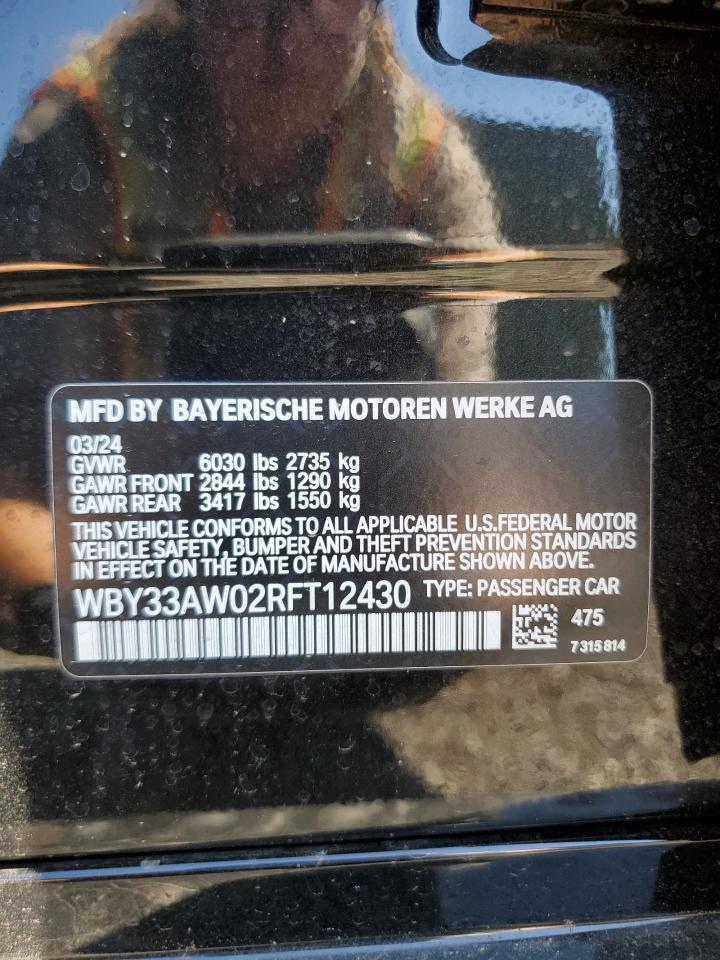 MFD BY BAYERISCHE MOTOREN WERKE AG
03/24
GVWR 6030 lbs 2735 kg
GAWR FRONT 2844 lbs 1290 kg
GAWR REAR 3417 lbs 1550 kg
THIS VEHICLE CONFORMS TO ALL APPLICABLE U.S.FEDERAL MOTOR
VEHICLE SAFETY, BUMPER AND THEFT PREVENTION STANDARDS
IN EFFECT ON THE DATE OF MANUFACTURE SHOWN ABOVE.
WBY33AW02RFT12430 TYPE: PASSENGER CAR
475
7315814